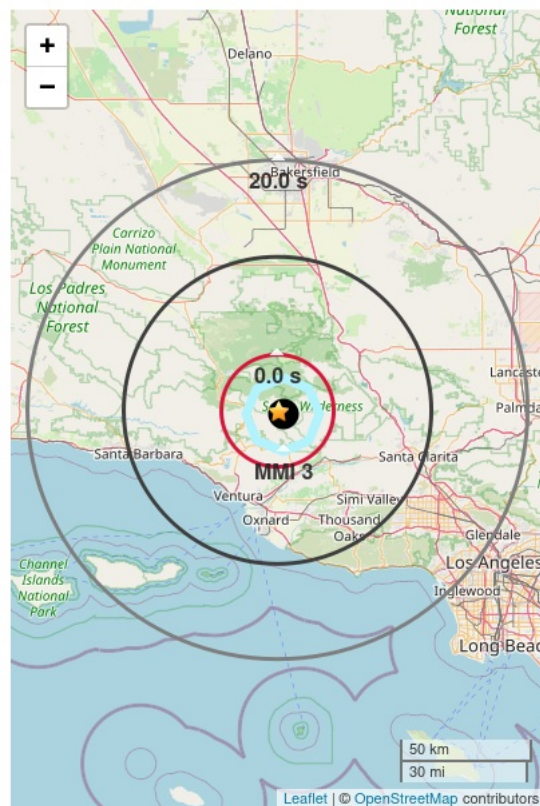 National
Forest
+
−
Delano
Bakersfield
20.0 s
Carrizo
Plain National
Monument
Los Padres
National
Forest
Lancaste
Palmda
0.0 s
Wilderness
Santa Barbara
Santa Clarita
MMI 3
Ventura
Simi Valley
Oxnard
Thousand
Oaks
Glendale
Channel
Islands
National
Park
Los Angeles
Inglewood
Long Beac
50 km
30 mi
Leaflet | © OpenStreetMap contributors